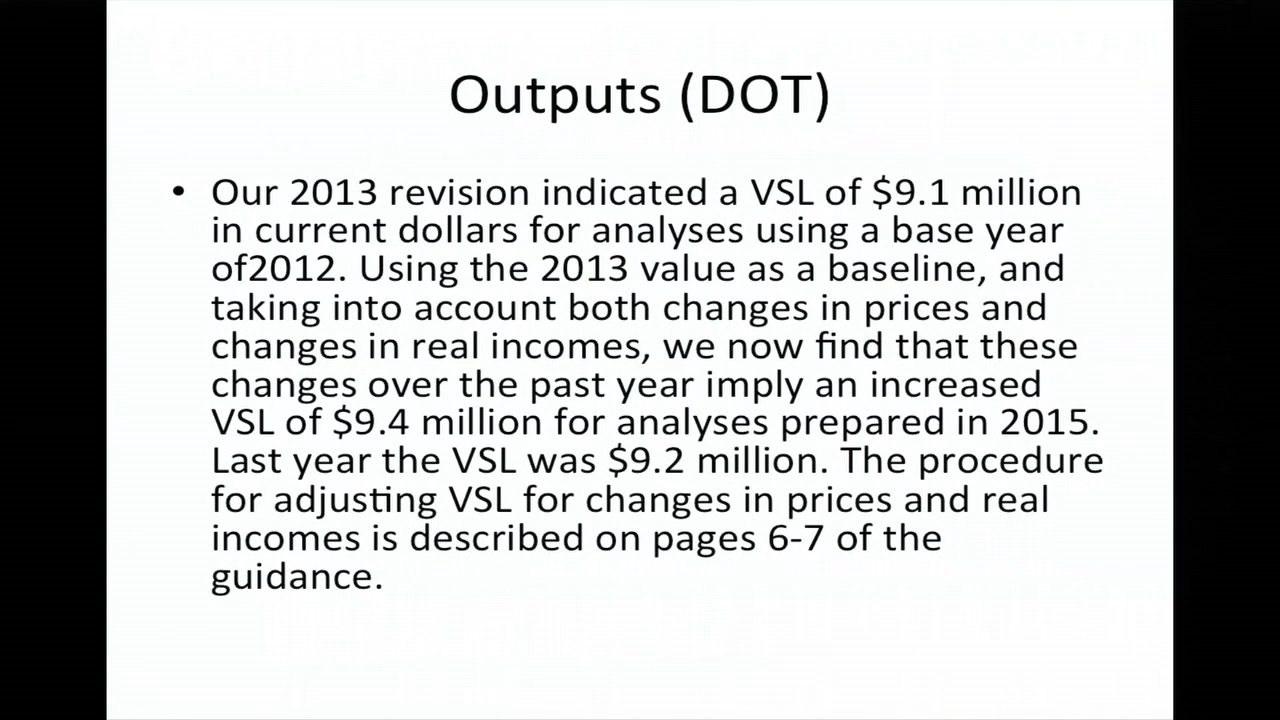 Outputs (DOT)
• Our 2013 revision indicated a VSL of $9.1 million
in current dollars for analyses using a base year
of2012. Using the 2013 value as a baseline, and
taking into account both changes in prices and
changes in real incomes, we now find that these
changes over the past year imply an increased
VSL of $9.4 million for analyses prepared in 2015.
Last year the VSL was $9.2 million. The procedure
for adjusting VSL for changes in prices and real
incomes is described on pages 6-7 of the
guidance.